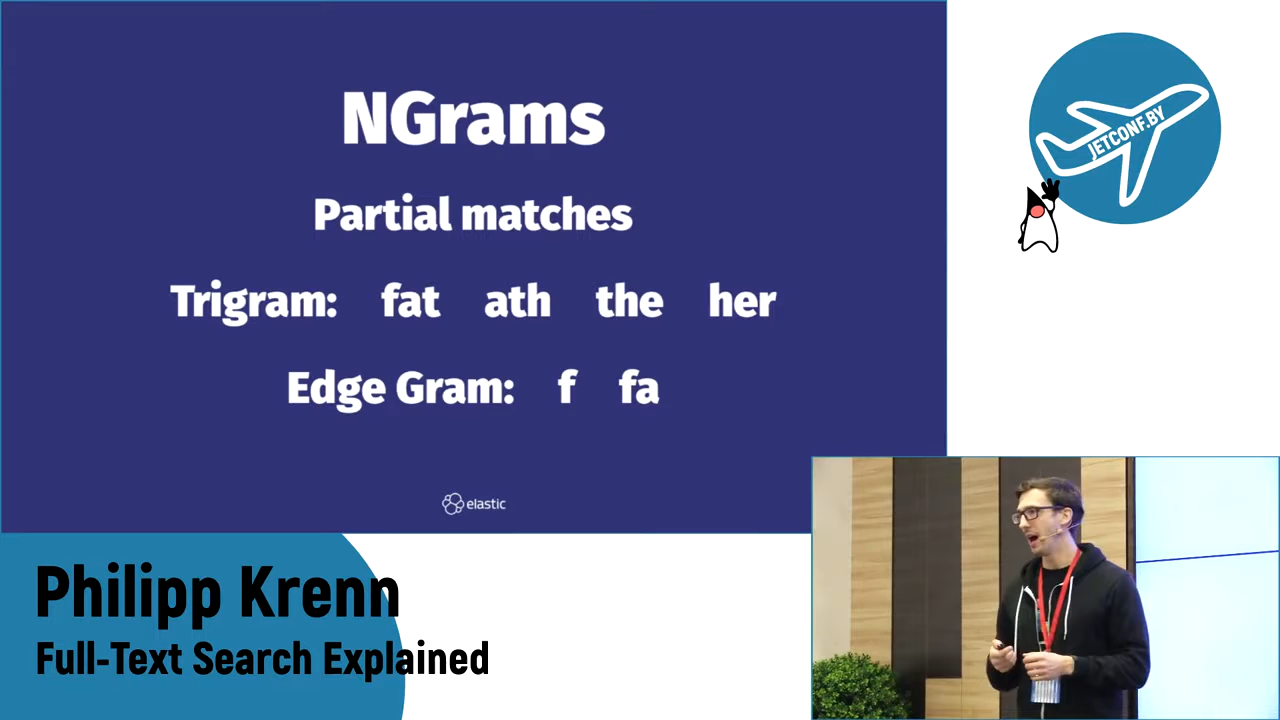 NGrams
Partial matches
Trigram: fat ath the her
Edge Gram: f fa
elastic
JETCONF.BY
Philipp Krenn
Full-Text Search Explained